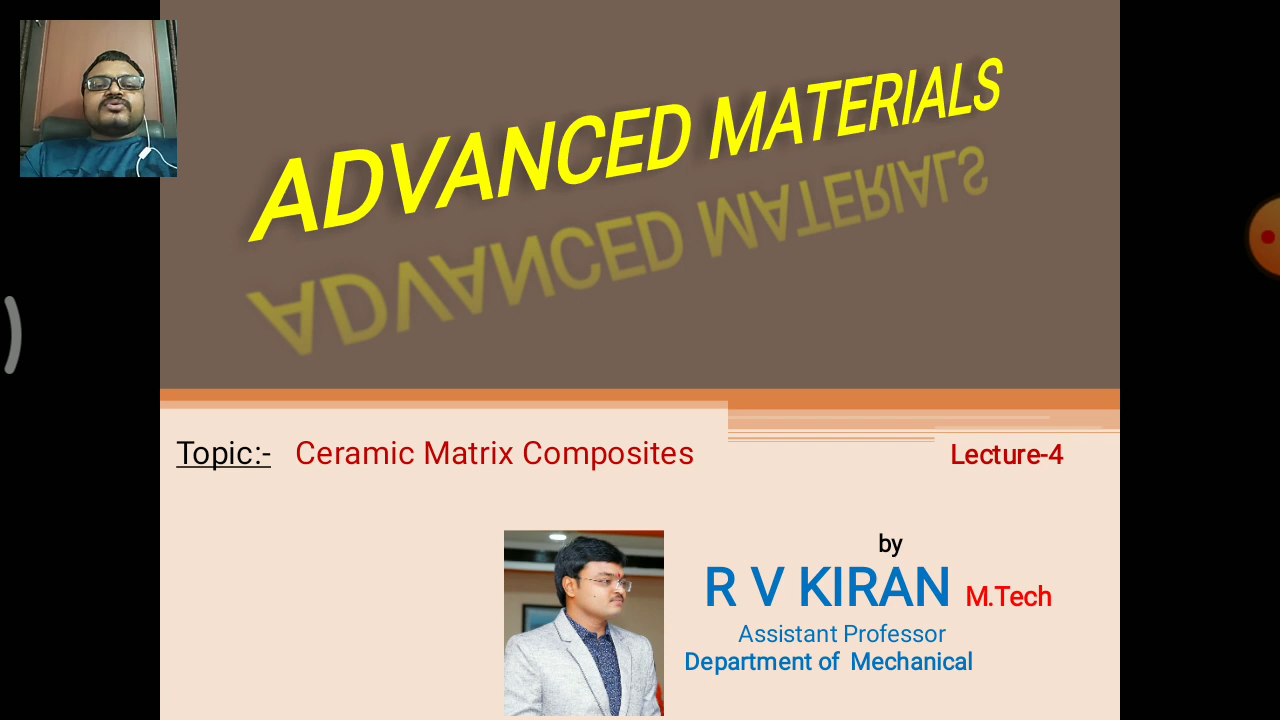 ADVANCED MATERIALS
ADVANCED MATERIALS
Topic:- Ceramic Matrix Composites Lecture-4
by
R V KIRAN M.Tech
Assistant Professor
Department of Mechanical